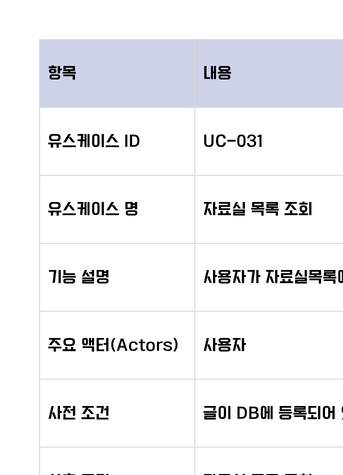 항목 내용
유스케이스 ID UC-031
유스케이스 명 자료실 목록 조회
기능 설명 사용자가 자료실목록에
주요 액터(Actors) 사용자
사전 조건 글이 DB에 등록되어